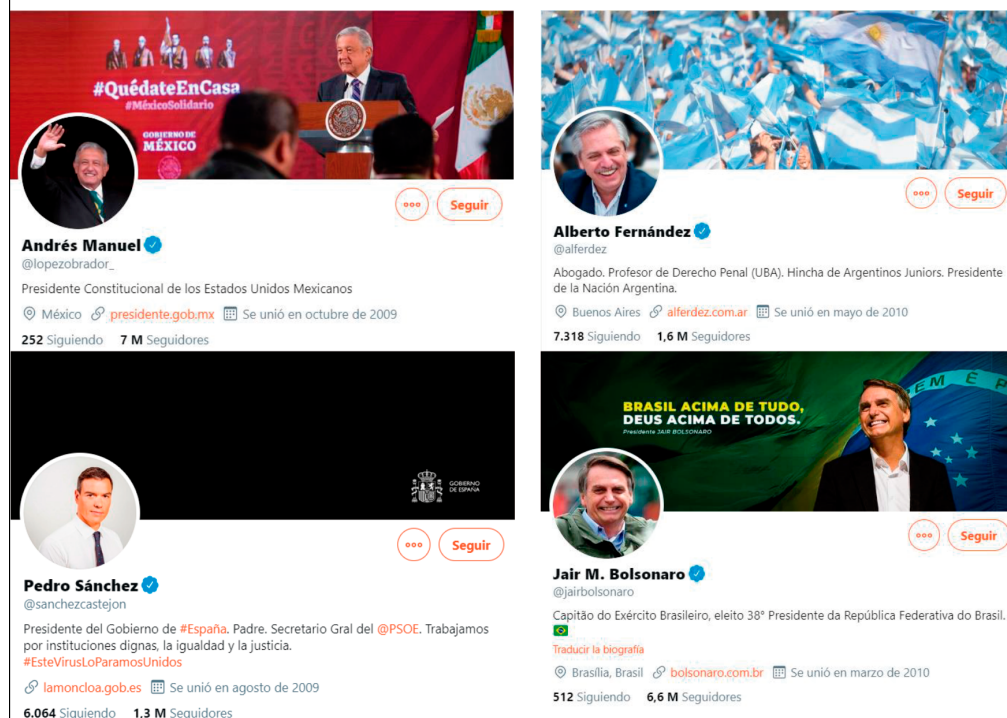 #QuédateEnCasa
#MéxicoSolidario
GOBIERNO DE
MÉXICO
Seguir
Andrés Manuel
@lopezobrador_
Presidente Constitucional de los Estados Unidos Mexicanos
México presidente.gob.mx Se unió en octubre de 2009
252 Siguiendo 7 M Seguidores
Seguir
Alberto Fernández
@alferdez
Abogado. Profesor de Derecho Penal (UBA). Hincha de Argentinos Juniors. Presidente
de la Nación Argentina.
Buenos Aires alferdez.com.ar Se unió en mayo de 2010
7.318 Siguiendo 1,6 M Seguidores
GOBIERNO
DE ESPAÑA
Seguir
Pedro Sánchez
@sanchezcastejon
Presidente del Gobierno de #España. Padre. Secretario Gral del @PSOE. Trabajamos
por instituciones dignas, la igualdad y la justicia.
#EsteVirusLoParamosUnidos
lamoncloa.gob.es Se unió en agosto de 2009
6.064 Siguiendo 1,3 M Seguidores
BRASIL ACIMA DE TUDO,
DEUS ACIMA DE TODOS.
Presidente JAIR BOLSONARO
EM E P
Seguir
Jair M. Bolsonaro
@jairbolsonaro
Capitão do Exército Brasileiro, eleito 38° Presidente da República Federativa do Brasil.
Traducir la biografía
Brasília, Brasil bolsonaro.com.br Se unió en marzo de 2010
512 Siguiendo 6,6 M Seguidores